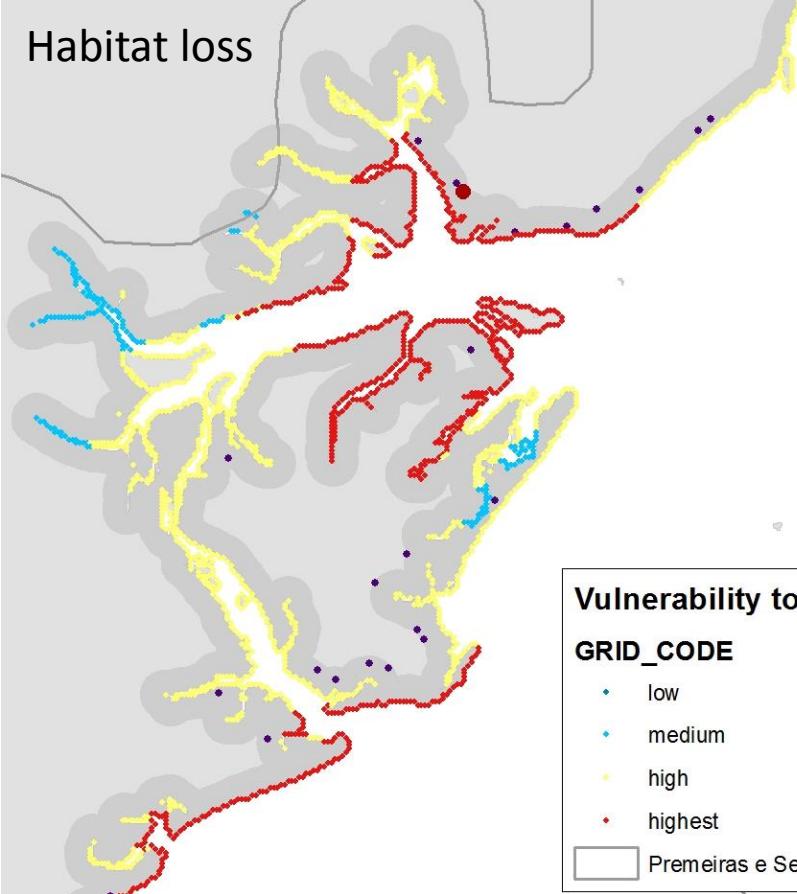 Habitat loss
Vulnerability to
GRID_CODE
low
medium
high
highest
Premeiras e Se